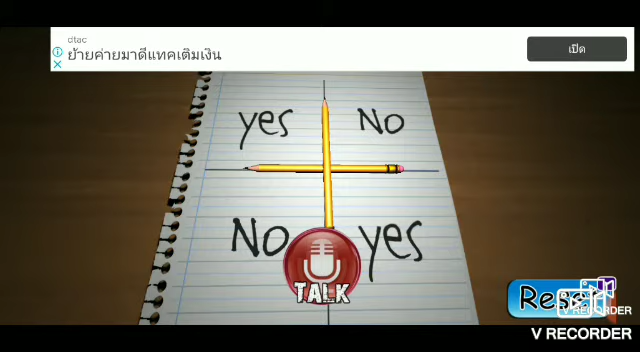 dtac
ย้ายค่ายมาดีแทคเติมเงิน
เปิด
yes No
No yes
TALK
Reset
V RECORDER
V RECORDER